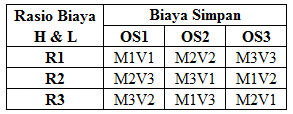 Rasio Biaya Biaya Simpan
H & L OS1 OS2 OS3
R1 M1V1 M2V2 M3V3
R2 M2V3 M3V1 M1V2
R3 M3V2 M1V3 M2V1